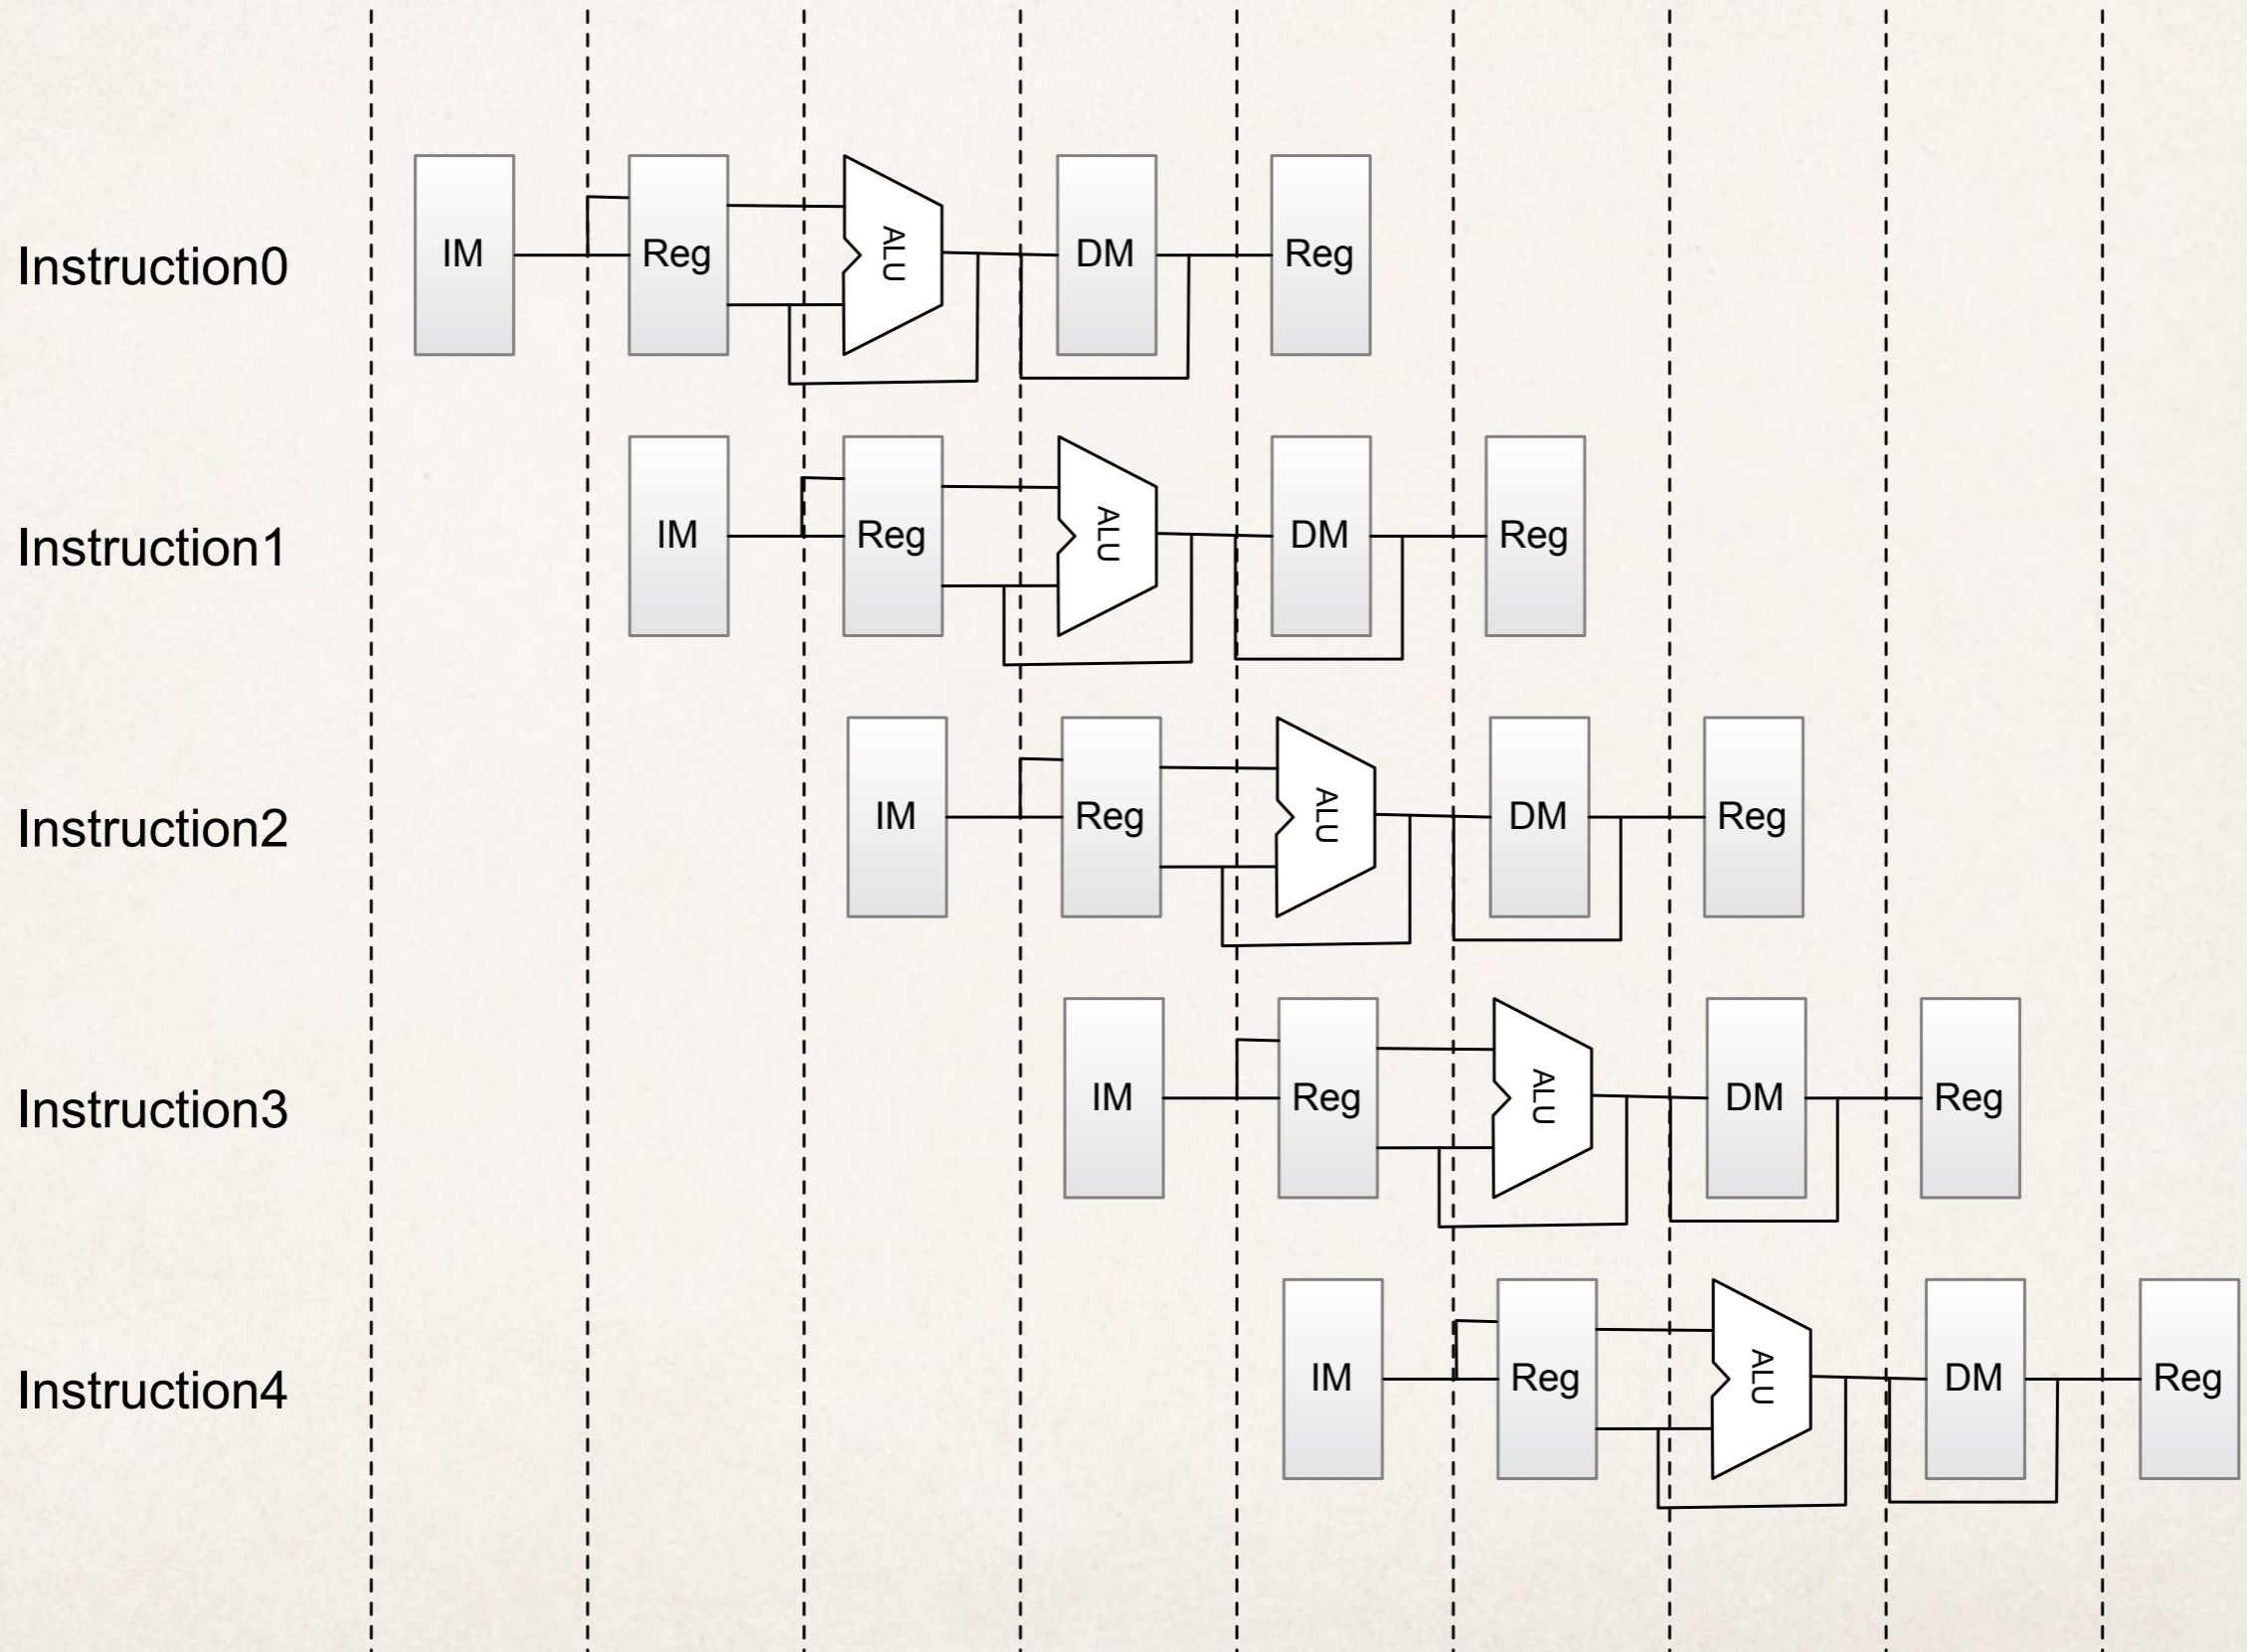 Instruction0 IM Reg ALU DM Reg
Instruction1 IM Reg ALU DM Reg
Instruction2 IM Reg ALU DM Reg
Instruction3 IM Reg ALU DM Reg
Instruction4 IM Reg ALU DM Reg